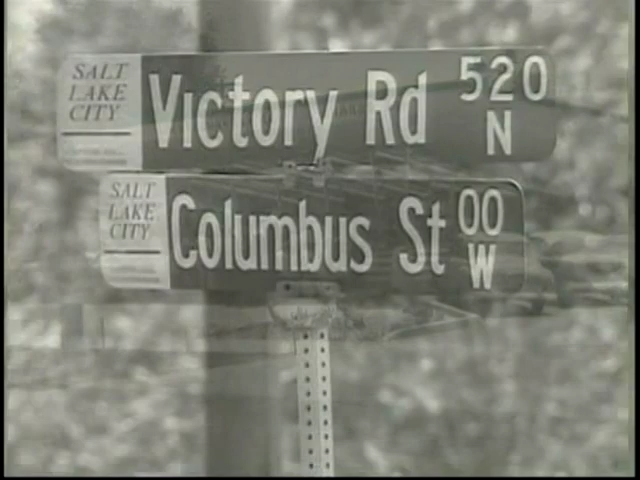 SALT
LAKE
CITY
Victory Rd
520
N
SALT
LAKE
CITY
Columbus St
00
W